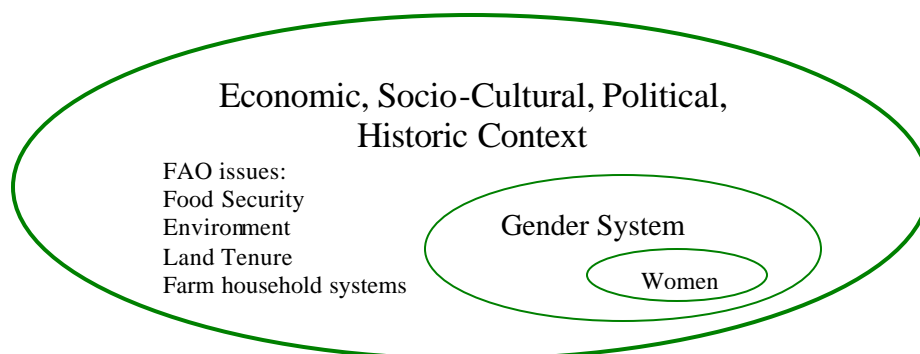 Economic, Socio-Cultural, Political,
Historic Context
FAO issues:
Food Security
Environment
Land Tenure
Farm household systems
Gender System
Women